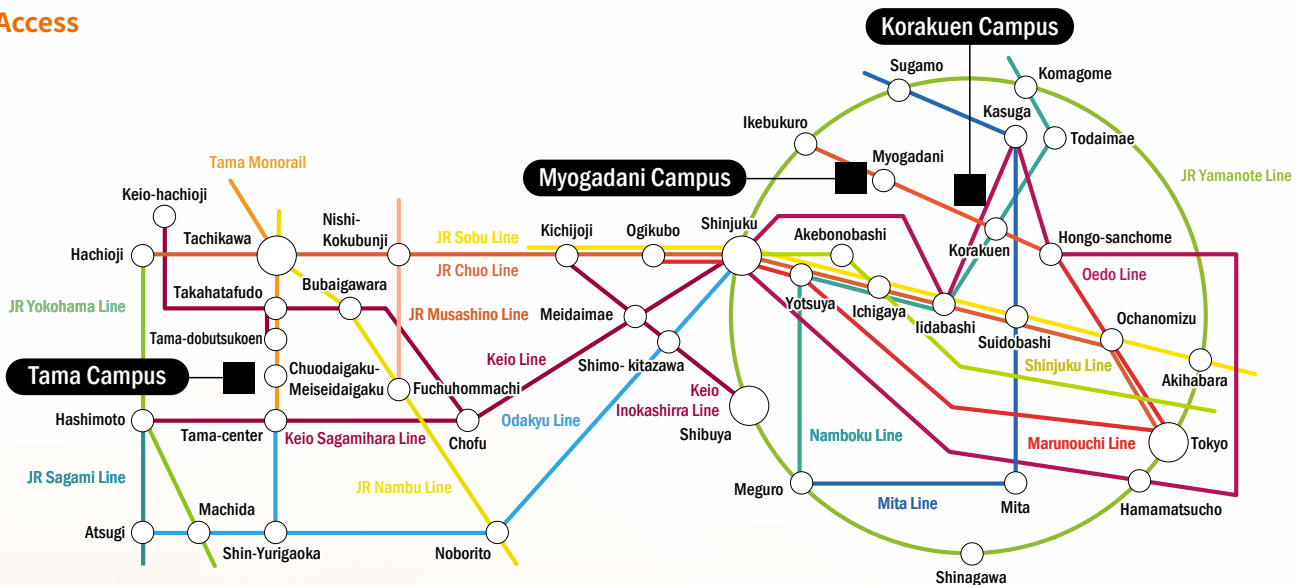 Access
Korakuen Campus
Sugamo
Komagome
Kasuga
Ikebukuro
Todaimae
Myogadani
Myogadani Campus
JR Yamanote Line
Tama Monorail
Keio-hachioji
Nishi-
Kokubunji
Tachikawa
Hachioji
JR Sobu Line
JR Chuo Line
Kichijoji
Ogikubo
Shinjuku
Akebonobashi
Korakuen
Hongo-sanchome
Oedo Line
Takahatafudo
Bubaigawara
JR Yokohama Line
JR Musashino Line
Meidaimae
Yotsuya
Ichigaya
Iidabashi
Suidobashi
Ochanomizu
Tama-dobutsukoen
Keio Line
Shimo- kitazawa
Shinjuku Line
Akihabara
Tama Campus
Chuodaigaku-
Meiseidaigaku
Fuchuhommachi
Keio
Inokashirra Line
Hashimoto
Tama-center
Keio Sagamihara Line
Chofu
Odakyu Line
Shibuya
Namboku Line
Marunouchi Line
Tokyo
JR Sagami Line
JR Nambu Line
Meguro
Mita Line
Mita
Hamamatsucho
Machida
Atsugi
Shin-Yurigaoka
Noborito
Shinagawa